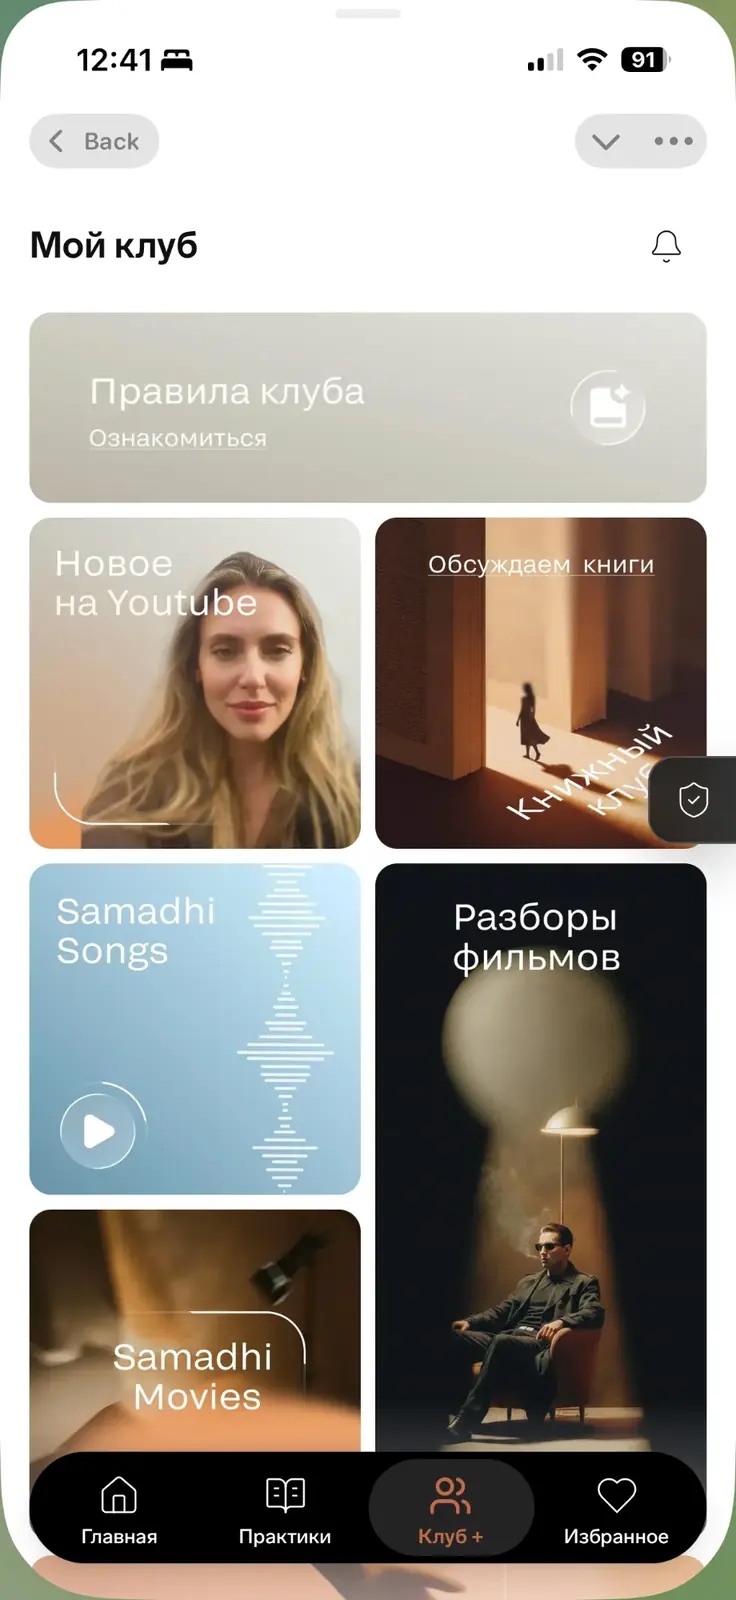 12:41
91
Back
Мой клуб
Правила клуба
Ознакомиться
Новое
на Youtube
Обсуждаем книги
Книжный
клуб
Samadhi
Songs
Разборы
фильмов
Samadhi
Movies
Главная
Практики
Клуб +
Избранное